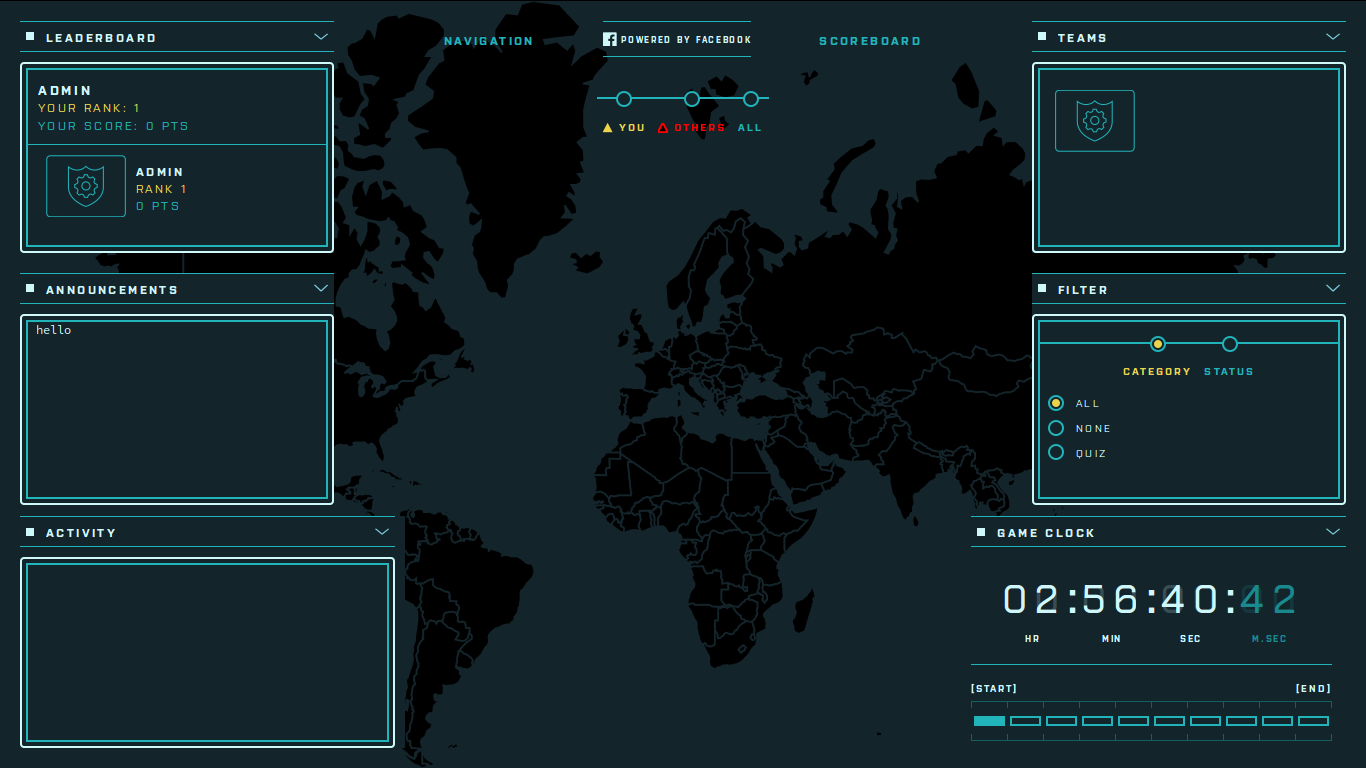 LEADERBOARD
ADMIN
YOUR RANK: 1
YOUR SCORE: 0 PTS
ADMIN
RANK 1
0 PTS
ANNOUNCEMENTS
hello
ACTIVITY
NAVIGATION
POWERED BY FACEBOOK
SCOREBOARD
YOU OTHERS ALL
TEAMS
FILTER
CATEGORY STATUS
ALL
NONE
QUIZ
GAME CLOCK
02:56:40:42
HR MIN SEC M.SEC
[START] [END]